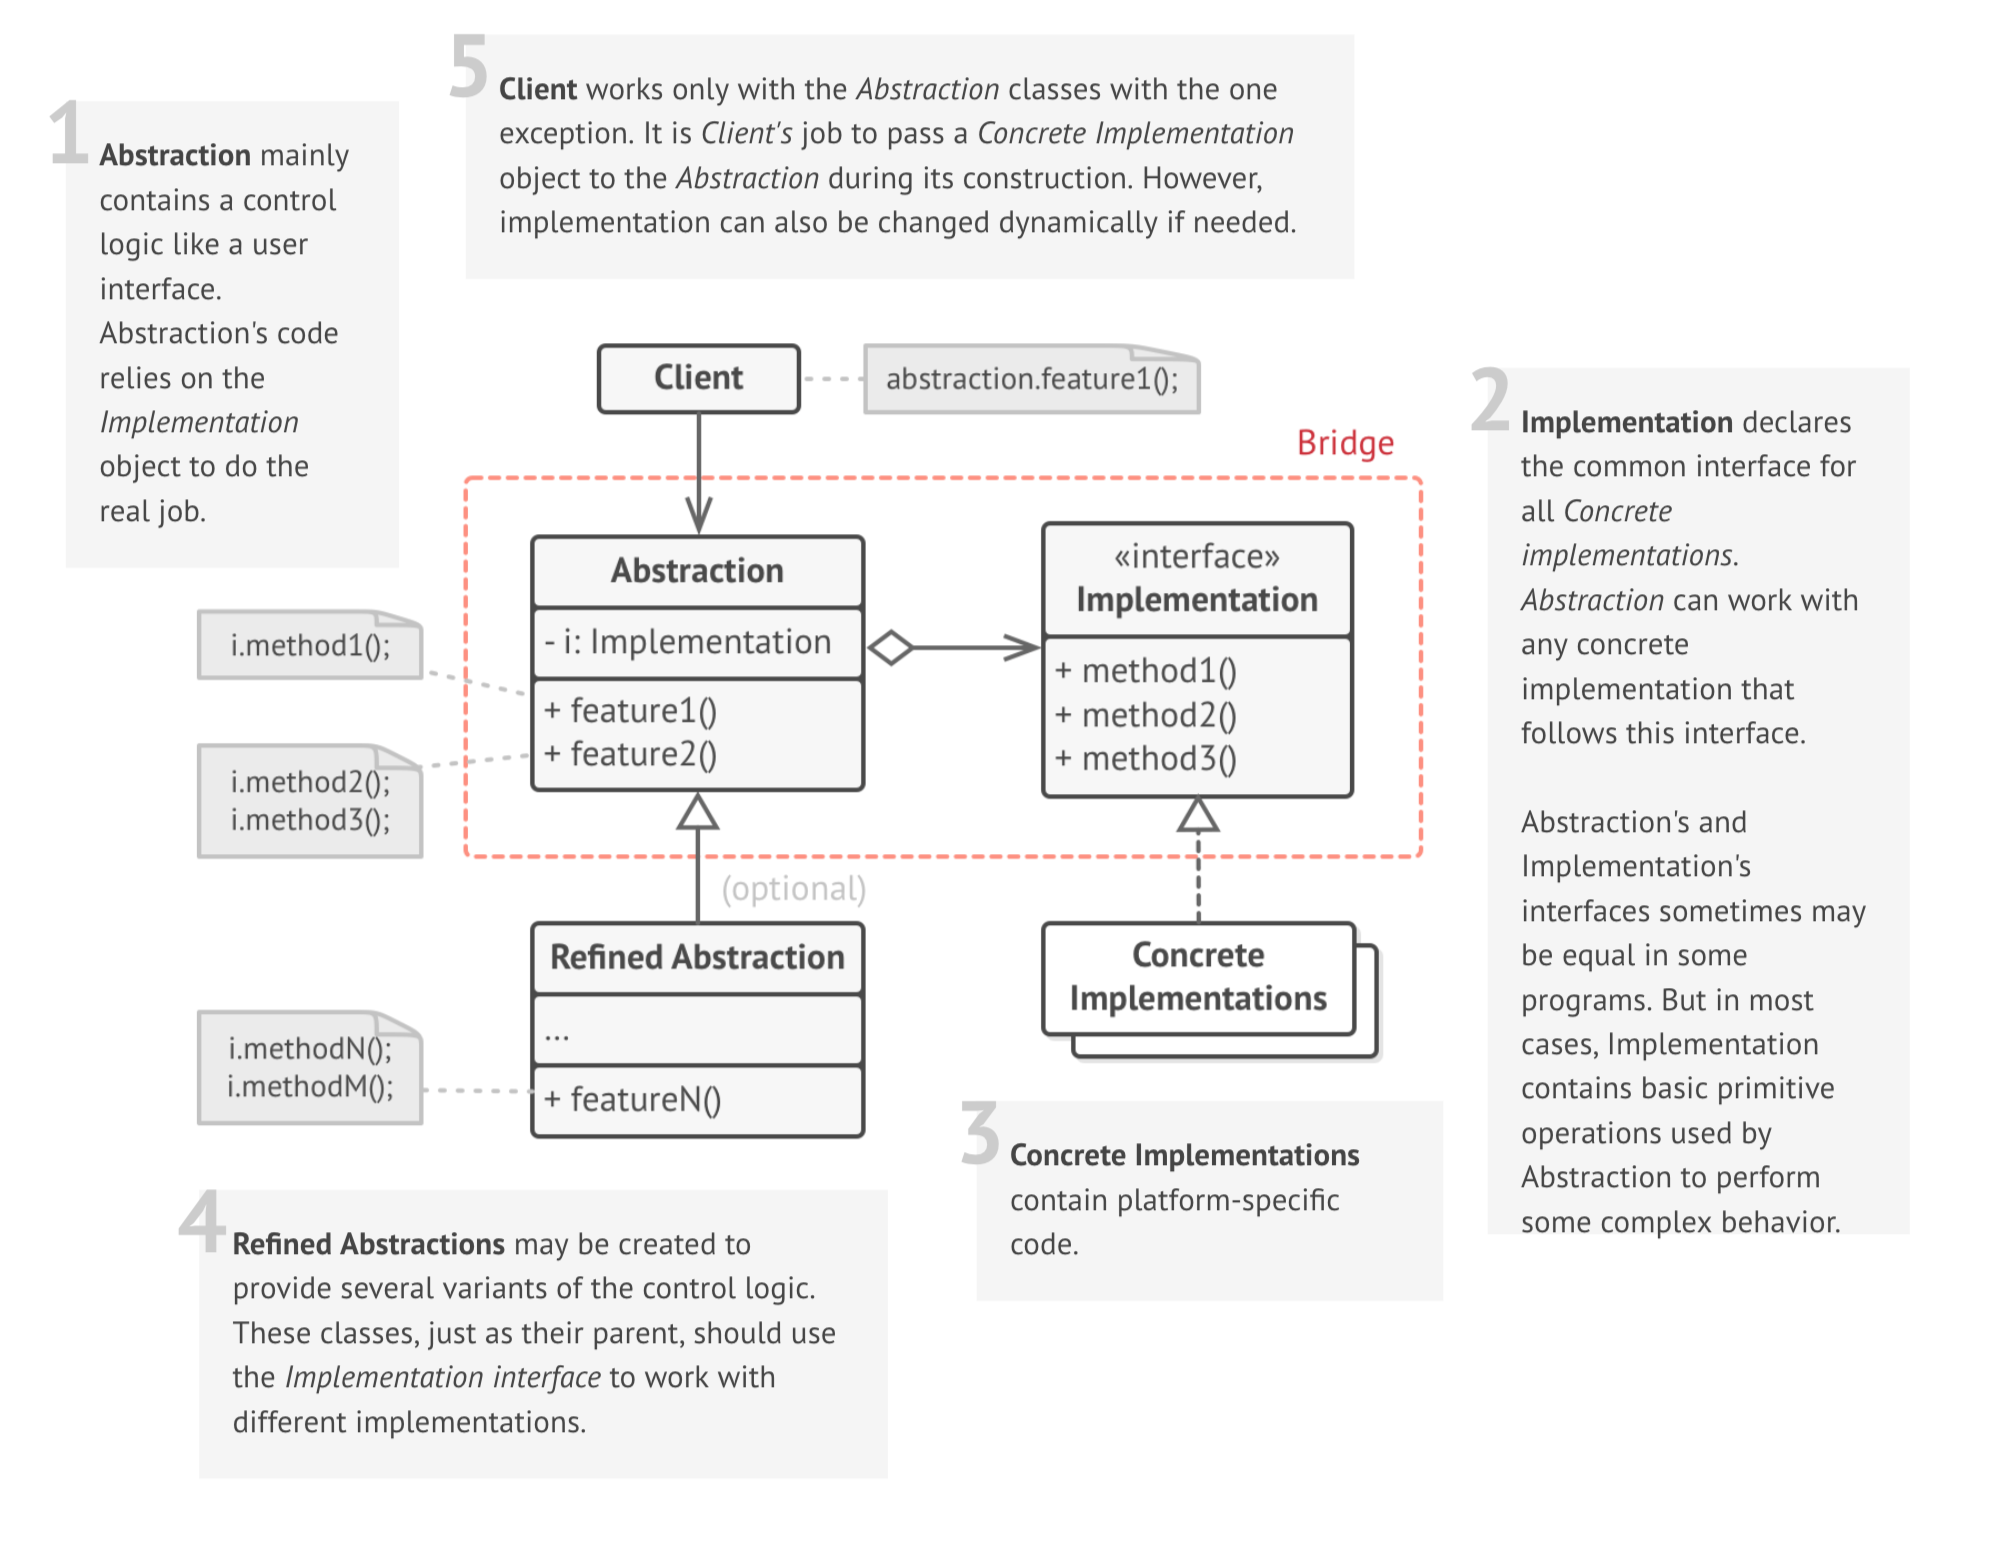 1
Abstraction mainly
contains a control
logic like a user
interface.
Abstraction's code
relies on the
Implementation
object to do the
real job.
5
Client works only with the Abstraction classes with the one
exception. It is Client's job to pass a Concrete Implementation
object to the Abstraction during its construction. However,
implementation can also be changed dynamically if needed.
Client
abstraction.feature1();
Bridge
Abstraction
- i: Implementation
+ feature1()
+ feature2()
i.method1();
i.method2();
i.method3();
«interface»
Implementation
+ method1()
+ method2()
+ method3()
2
Implementation declares
the common interface for
all Concrete
implementations.
Abstraction can work with
any concrete
implementation that
follows this interface.
Abstraction's and
Implementation's
interfaces sometimes may
be equal in some
programs. But in most
cases, Implementation
contains basic primitive
operations used by
Abstraction to perform
some complex behavior.
(optional)
Refined Abstraction
...
+ featureN()
i.methodN();
i.methodM();
Concrete
Implementations
3
Concrete Implementations
contain platform-specific
code.
4
Refined Abstractions may be created to
provide several variants of the control logic.
These classes, just as their parent, should use
the Implementation interface to work with
different implementations.